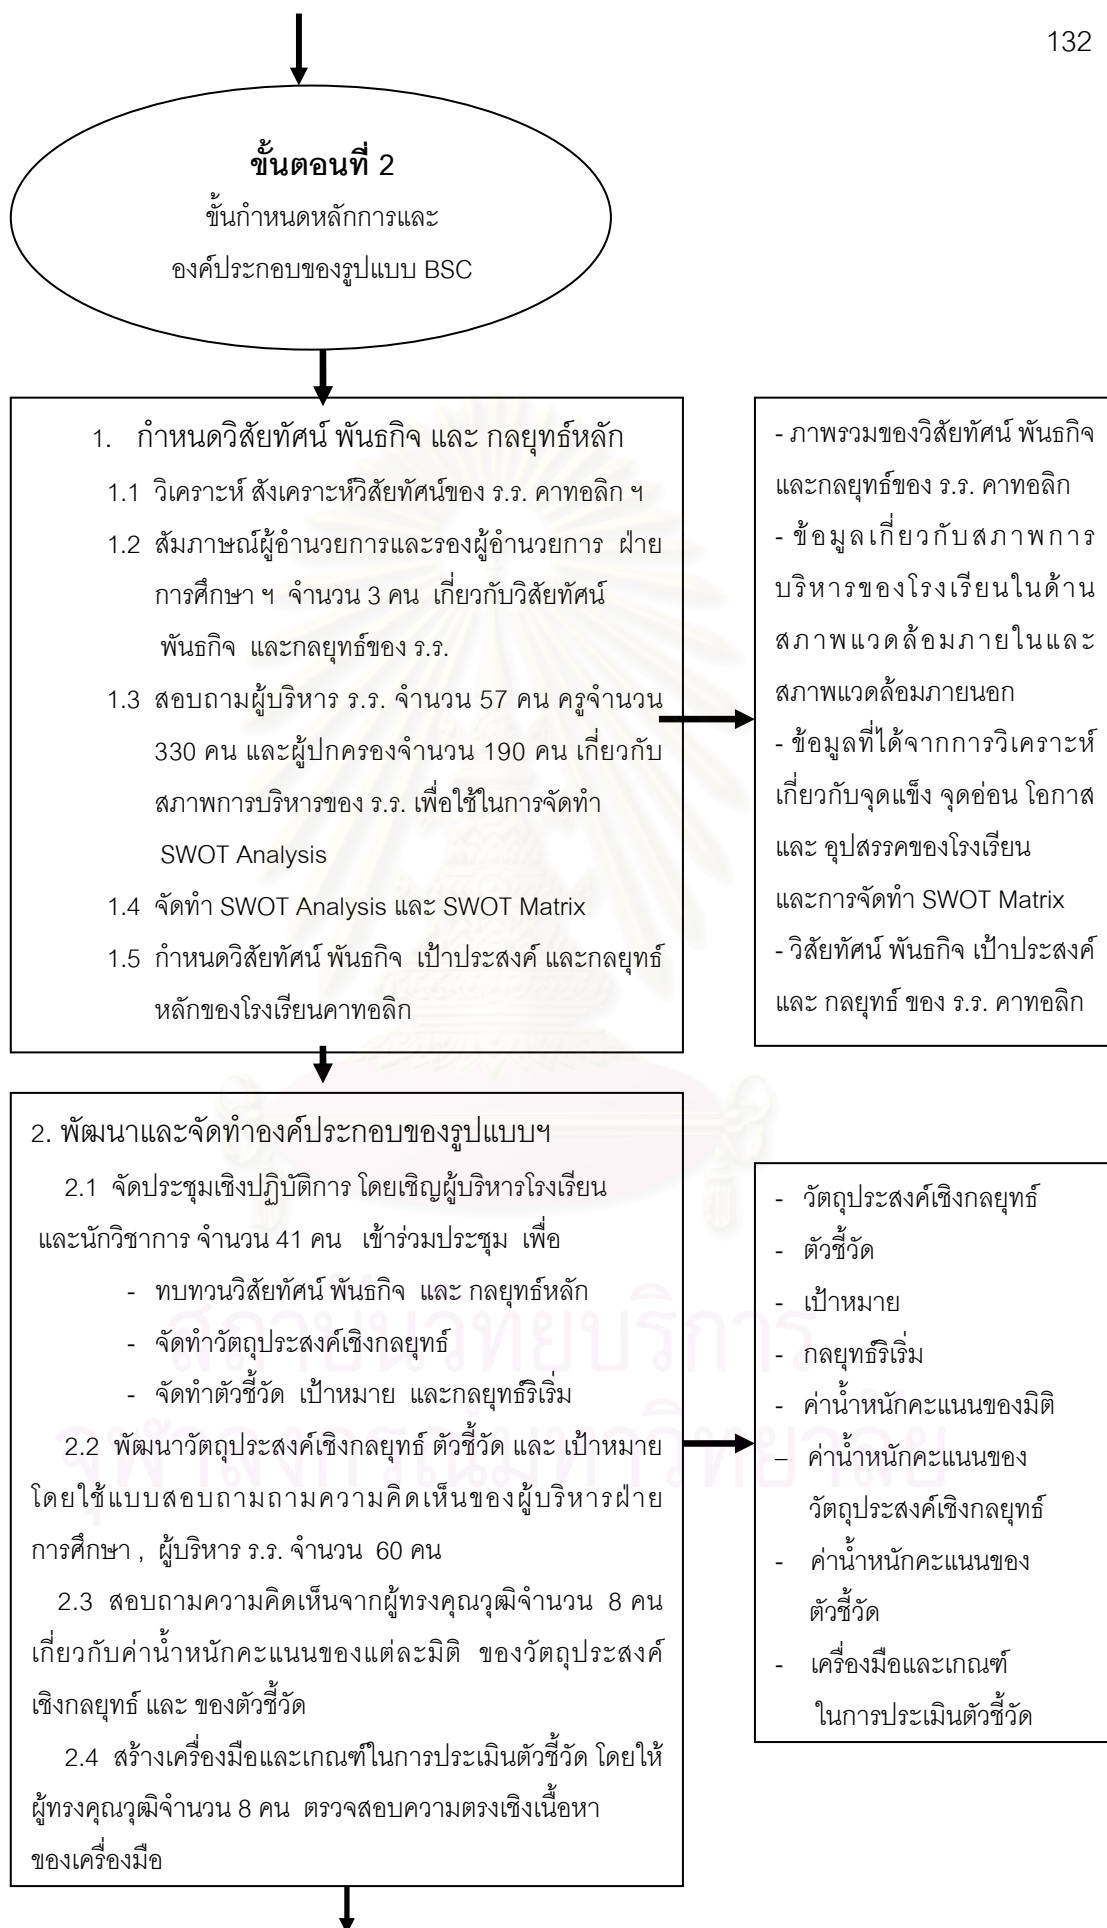 132
ขั้นตอนที่ 2
ขั้นกำหนดหลักการและ
องค์ประกอบของรูปแบบ BSC
1. กำหนดวิสัยทัศน์ พันธกิจ และ กลยุทธ์หลัก
1.1 วิเคราะห์ สังเคราะห์วิสัยทัศน์ของ ร.ร. คาทอลิก ฯ
1.2 สัมภาษณ์ผู้อำนวยการและรองผู้อำนวยการ ฝ่าย
การศึกษา ฯ จำนวน 3 คน เกี่ยวกับวิสัยทัศน์
พันธกิจ และกลยุทธ์ของ ร.ร.
1.3 สอบถามผู้บริหาร ร.ร. จำนวน 57 คน ครูจำนวน
330 คน และผู้ปกครองจำนวน 190 คน เกี่ยวกับ
สภาพการบริหารของ ร.ร. เพื่อใช้ในการจัดทำ
SWOT Analysis
1.4 จัดทำ SWOT Analysis และ SWOT Matrix
1.5 กำหนดวิสัยทัศน์ พันธกิจ เป้าประสงค์ และกลยุทธ์
หลักของโรงเรียนคาทอลิก
- ภาพรวมของวิสัยทัศน์ พันธกิจ
และกลยุทธ์ของ ร.ร. คาทอลิก
- ข้อมูลเกี่ยวกับสภาพการ
บริหารของโรงเรียนในด้าน
สภาพแวดล้อมภายในและ
สภาพแวดล้อมภายนอก
- ข้อมูลที่ได้จากการวิเคราะห์
เกี่ยวกับจุดแข็ง จุดอ่อน โอกาส
และ อุปสรรคของโรงเรียน
และการจัดทำ SWOT Matrix
- วิสัยทัศน์ พันธกิจ เป้าประสงค์
และ กลยุทธ์ ของ ร.ร. คาทอลิก
2. พัฒนาและจัดทำองค์ประกอบของรูปแบบฯ
2.1 จัดประชุมเชิงปฏิบัติการ โดยเชิญผู้บริหารโรงเรียน
และนักวิชาการ จำนวน 41 คน เข้าร่วมประชุม เพื่อ
- ทบทวนวิสัยทัศน์ พันธกิจ และ กลยุทธ์หลัก
- จัดทำวัตถุประสงค์เชิงกลยุทธ์
- จัดทำตัวชี้วัด เป้าหมาย และกลยุทธ์ริเริ่ม
2.2 พัฒนาวัตถุประสงค์เชิงกลยุทธ์ ตัวชี้วัด และ เป้าหมาย
โดยใช้แบบสอบถามถามความคิดเห็นของผู้บริหารฝ่าย
การศึกษา , ผู้บริหาร ร.ร. จำนวน 60 คน
2.3 สอบถามความคิดเห็นจากผู้ทรงคุณวุฒิจำนวน 8 คน
เกี่ยวกับค่าน้ำหนักคะแนนของแต่ละมิติ ของวัตถุประสงค์
เชิงกลยุทธ์ และ ของตัวชี้วัด
2.4 สร้างเครื่องมือและเกณฑ์ในการประเมินตัวชี้วัด โดยให้
ผู้ทรงคุณวุฒิจำนวน 8 คน ตรวจสอบความตรงเชิงเนื้อหา
ของเครื่องมือ
- วัตถุประสงค์เชิงกลยุทธ์
- ตัวชี้วัด
- เป้าหมาย
- กลยุทธ์ริเริ่ม
- ค่าน้ำหนักคะแนนของมิติ
– ค่าน้ำหนักคะแนนของ
วัตถุประสงค์เชิงกลยุทธ์
- ค่าน้ำหนักคะแนนของ
ตัวชี้วัด
- เครื่องมือและเกณฑ์
ในการประเมินตัวชี้วัด
สถาบันวิทยบริการ
จุฬาลงกรณ์มหาวิทยาลัย